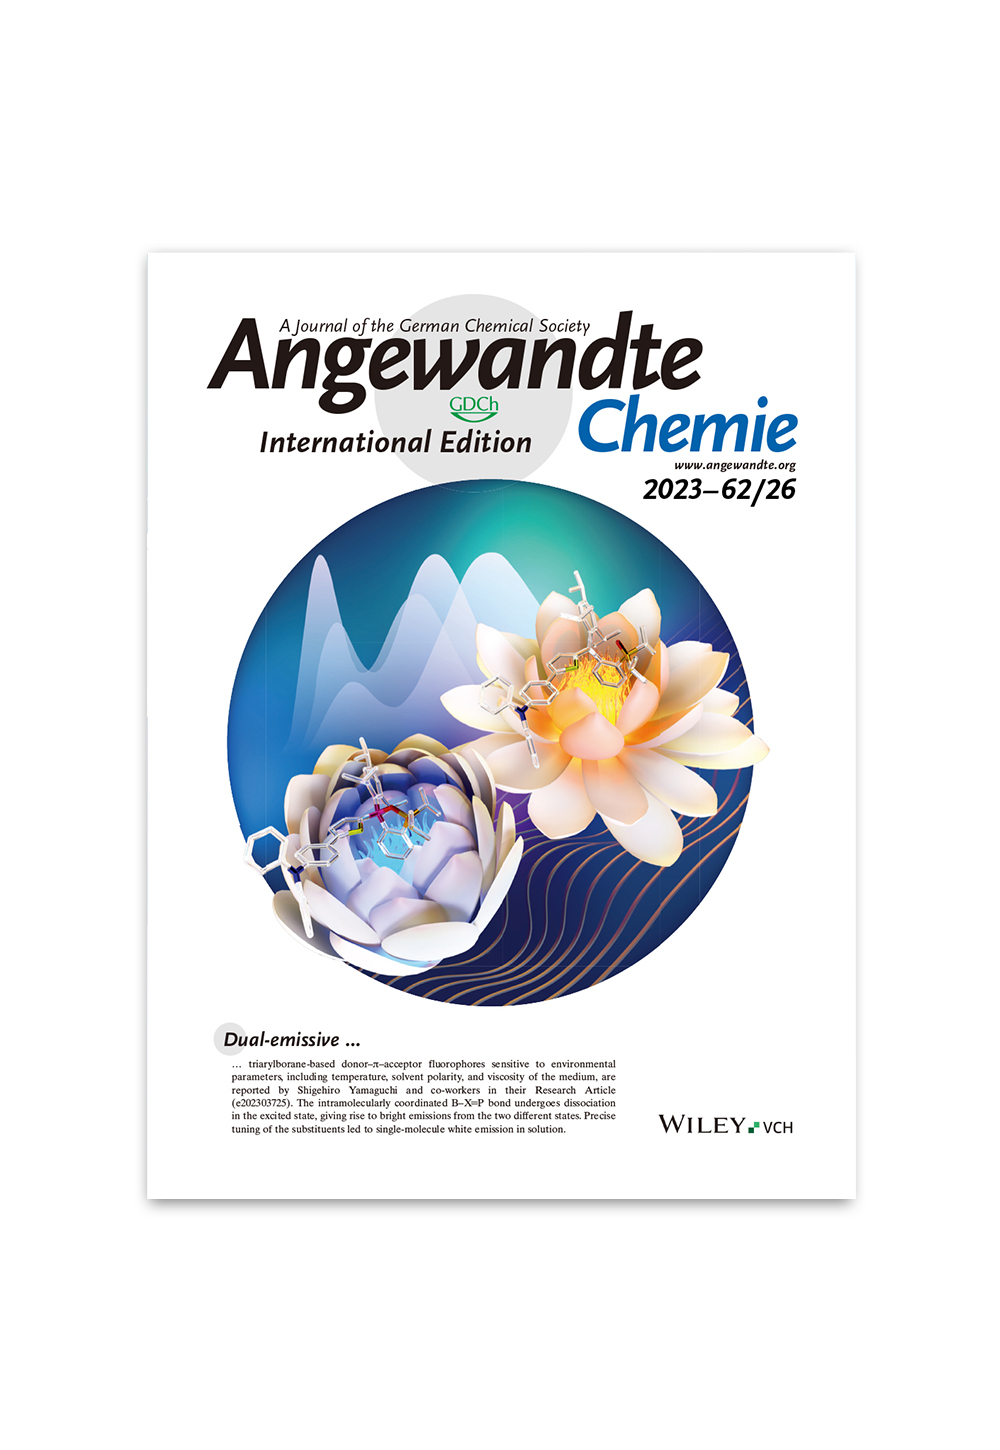 A Journal of the German Chemical Society
Angewandte
GDCh
Chemie
International Edition
www.angewandte.org
2023–62/26
Dual-emissive ...
... triarylborane-based donor–π–acceptor fluorophores sensitive to environmental
parameters, including temperature, solvent polarity, and viscosity of the medium, are
reported by Shigehiro Yamaguchi and co-workers in their Research Article
(e202303725). The intramolecularly coordinated B–X=P bond undergoes dissociation
in the excited state, giving rise to bright emissions from the two different states. Precise
tuning of the substituents led to single-molecule white emission in solution.
WILEY VCH